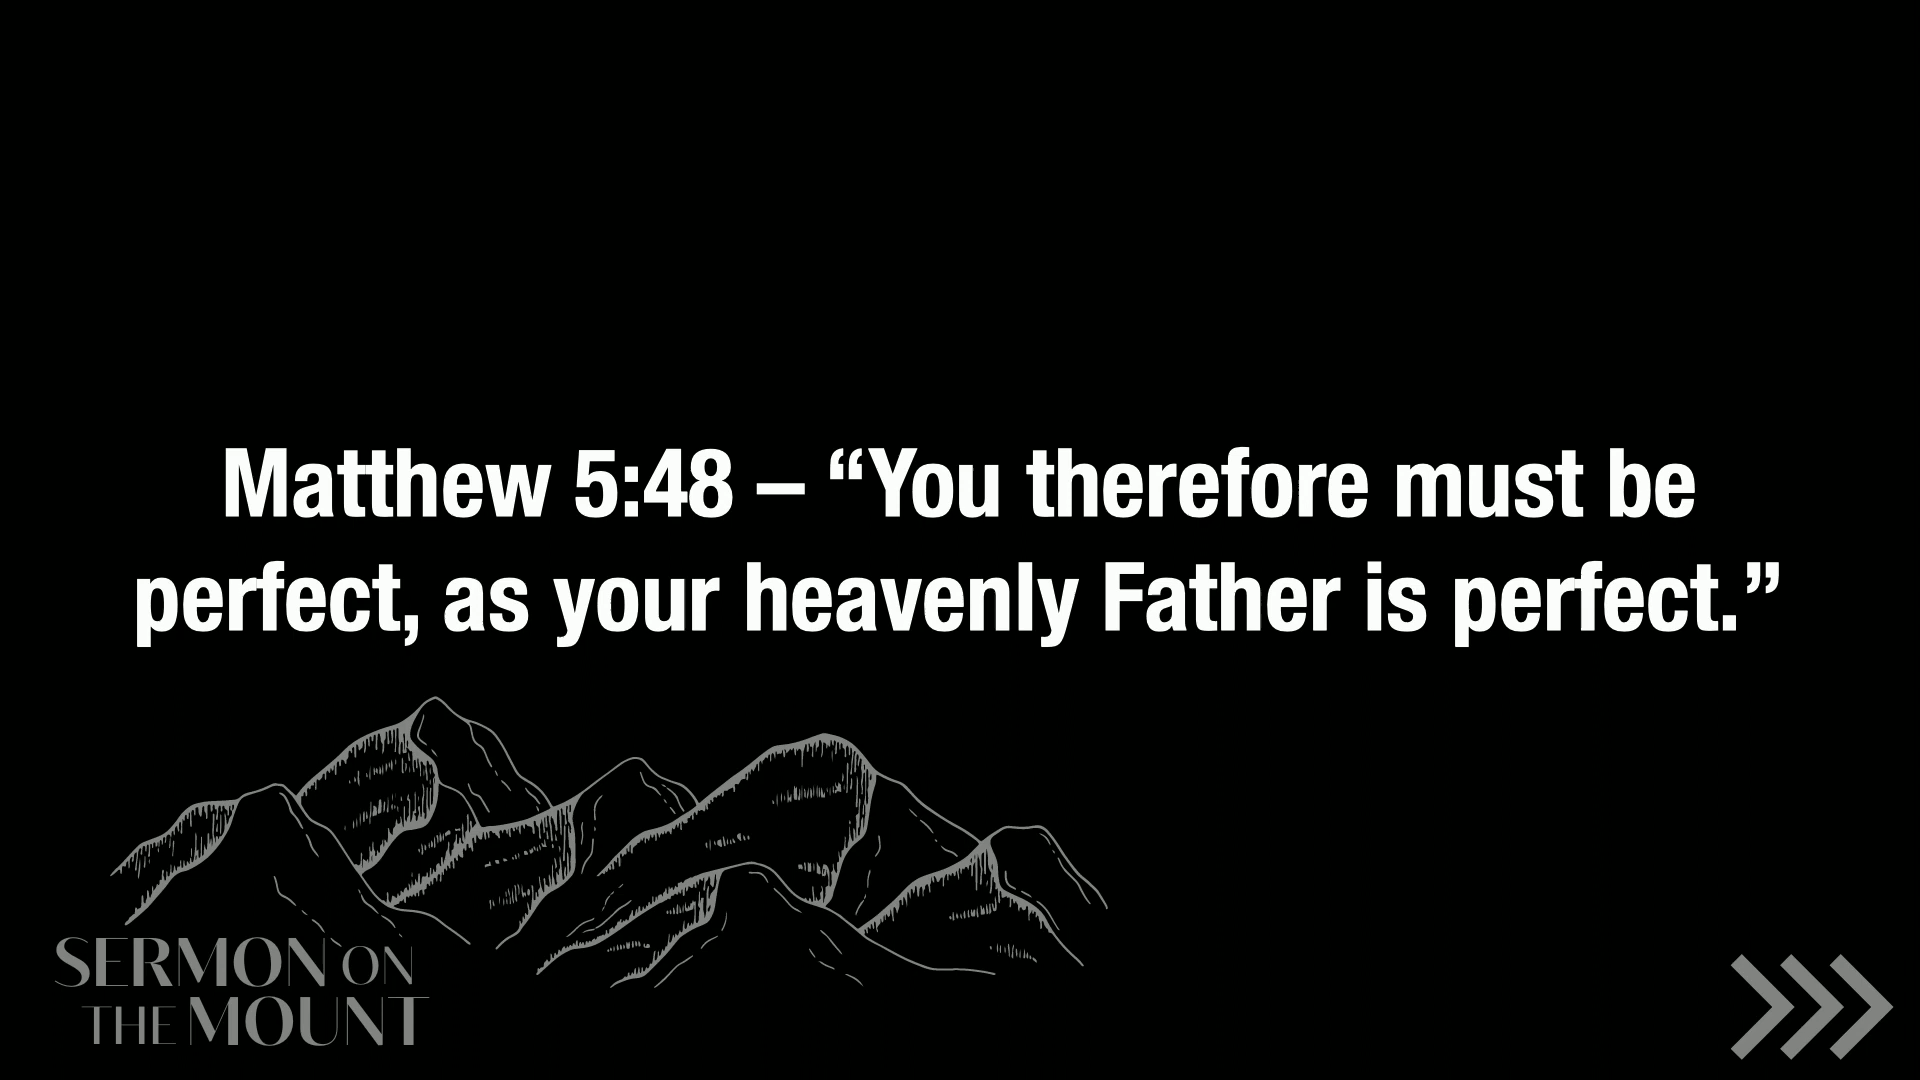 Matthew 5:48 – “You therefore must be
perfect, as your heavenly Father is perfect.”
SERMON ON
THE MOUNT